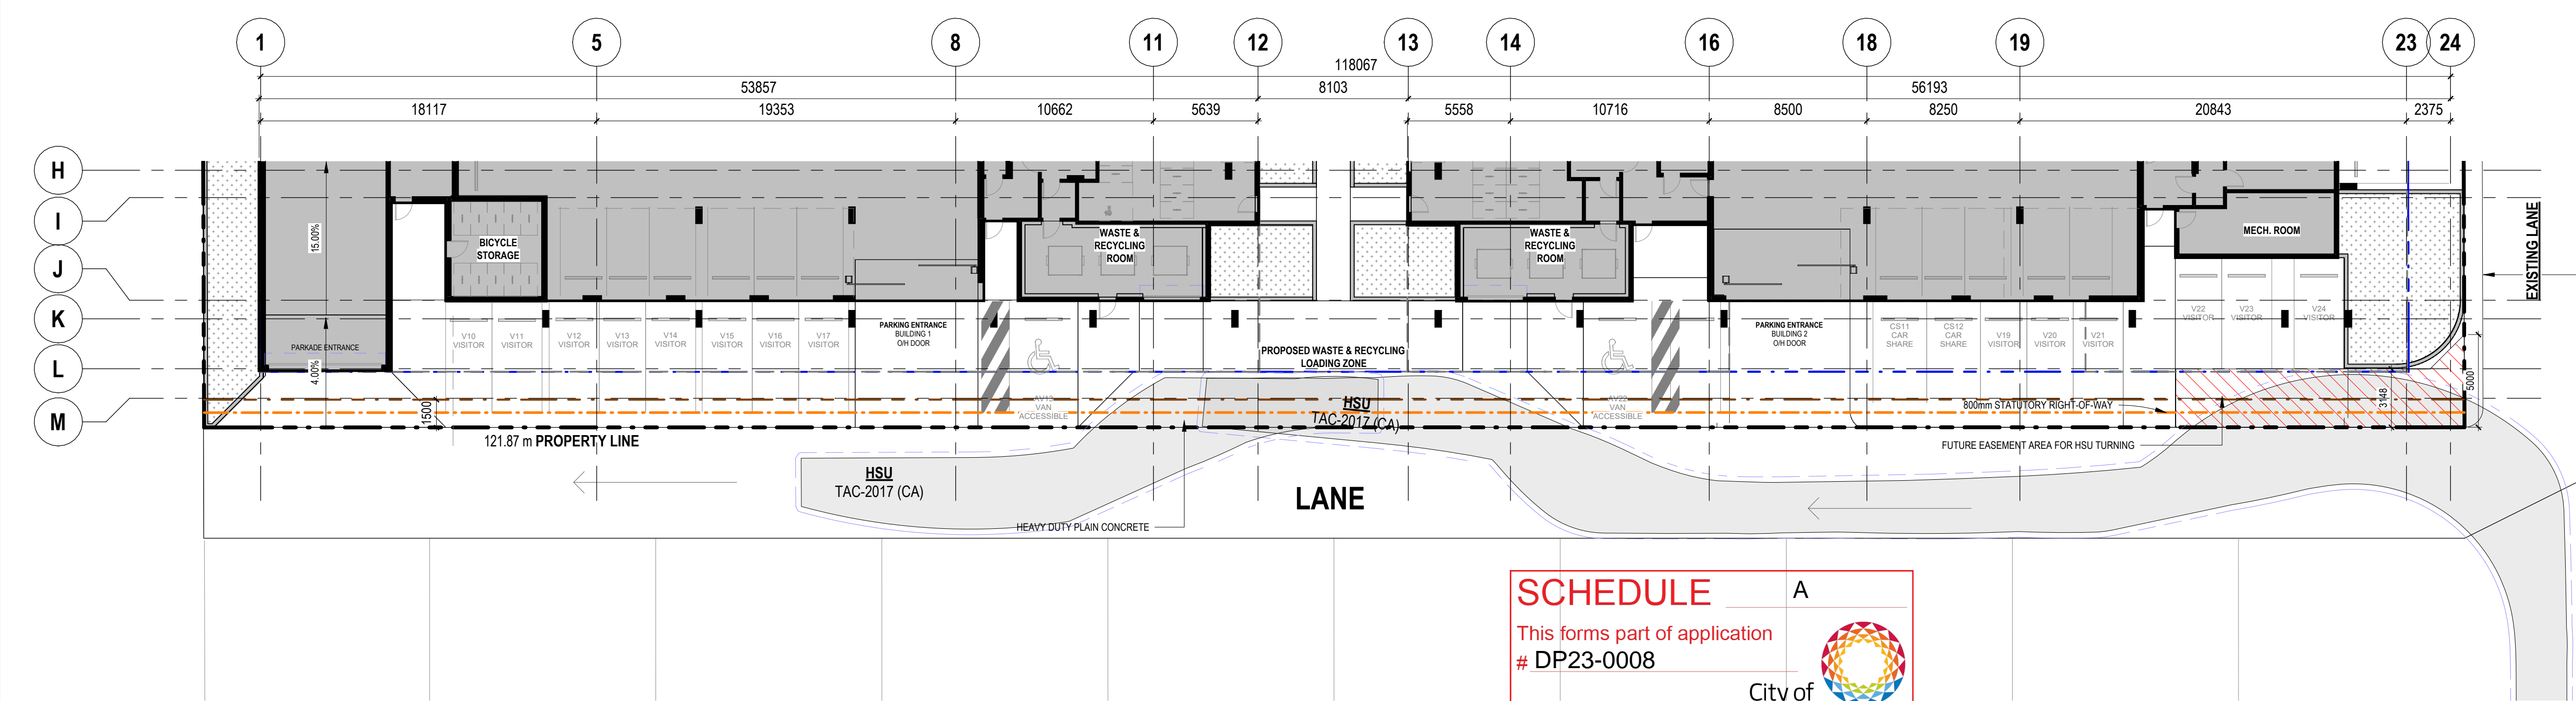 1 5 8 11 12 13 14 16 18 19 23 24
118067
53857 8103 56193
18117 19353 10662 5639 5558 10716 8500 8250 20843 2375
H
I
J
K
L
M
15.00%
4.00%
PARKADE ENTRANCE
BICYCLE
STORAGE
WASTE &
RECYCLING
ROOM
WASTE &
RECYCLING
ROOM
MECH. ROOM
EXISTING LANE
V10
VISITOR
V11
VISITOR
V12
VISITOR
V13
VISITOR
V14
VISITOR
V15
VISITOR
V16
VISITOR
V17
VISITOR
PARKING ENTRANCE
BUILDING 1
O/H DOOR
VAN
ACCESSIBLE
PROPOSED WASTE & RECYCLING
LOADING ZONE
VAN
ACCESSIBLE
PARKING ENTRANCE
BUILDING 2
O/H DOOR
CS11
CAR
SHARE
CS12
CAR
SHARE
V19
VISITOR
V20
VISITOR
V21
VISITOR
V22
VISITOR
V23
VISITOR
V24
VISITOR
1500
3148
5000
800mm STATUTORY RIGHT-OF-WAY
FUTURE EASEMENT AREA FOR HSU TURNING
121.87 m PROPERTY LINE
HSU
TAC-2017 (CA)
HSU
TAC-2017 (CA)
LANE
HEAVY DUTY PLAIN CONCRETE
SCHEDULE A
This forms part of application
# DP23-0008
City of